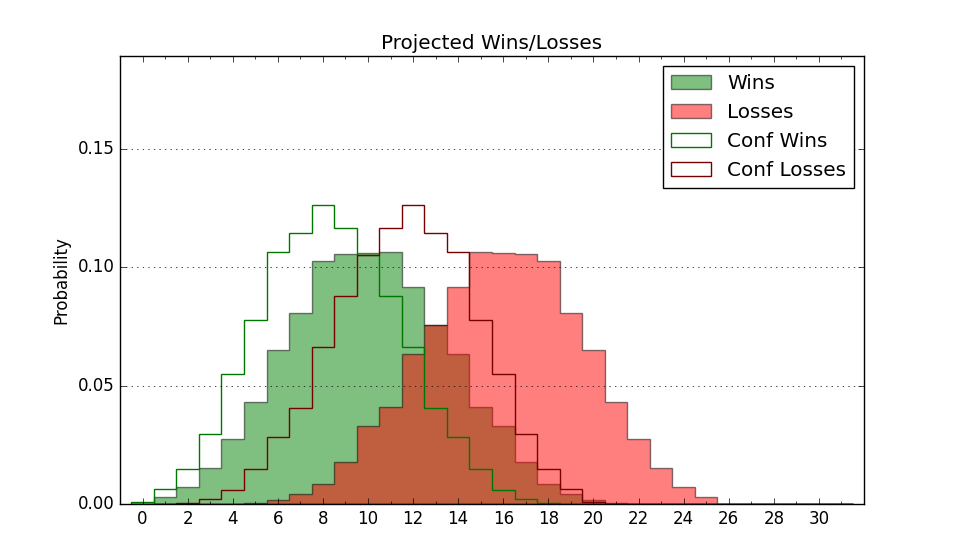 Projected Wins/Losses
Wins
Losses
Conf Wins
Conf Losses
Probability
0.15
0.10
0.05
0.00
0 2 4 6 8 10 12 14 16 18 20 22 24 26 28 30